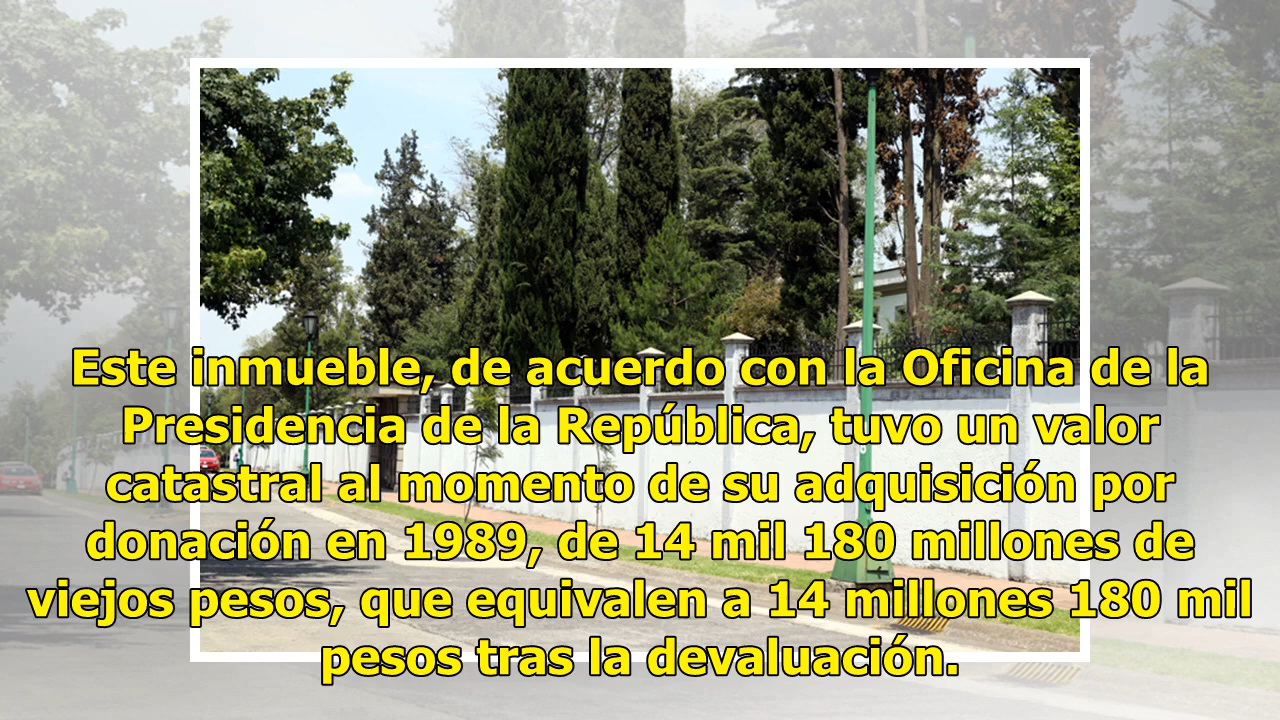 Este inmueble, de acuerdo con la Oficina de la
Presidencia de la República, tuvo un valor
catastral al momento de su adquisición por
donación en 1989, de 14 mil 180 millones de
viejos pesos, que equivalen a 14 millones 180 mil
pesos tras la devaluación.